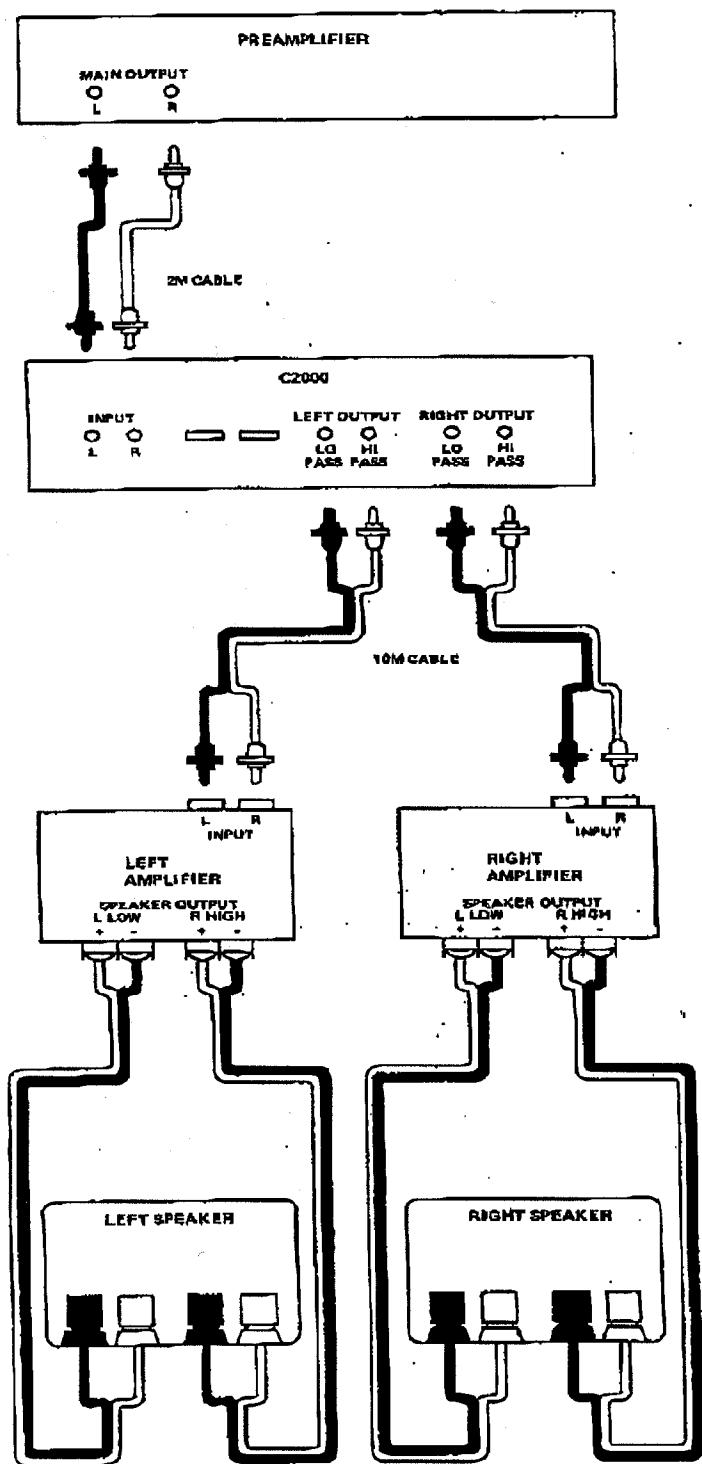 PREAMPLIFIER
MAIN OUTPUT
L R
2M CABLE
C2000
INPUT LEFT OUTPUT RIGHT OUTPUT
L R LO HI LO HI
PASS PASS PASS PASS
10M CABLE
L R
INPUT
LEFT
AMPLIFIER
SPEAKER OUTPUT
L LOW R HIGH
+ - + -
L R
INPUT
RIGHT
AMPLIFIER
SPEAKER OUTPUT
L LOW R HIGH
+ - + -
LEFT SPEAKER
RIGHT SPEAKER